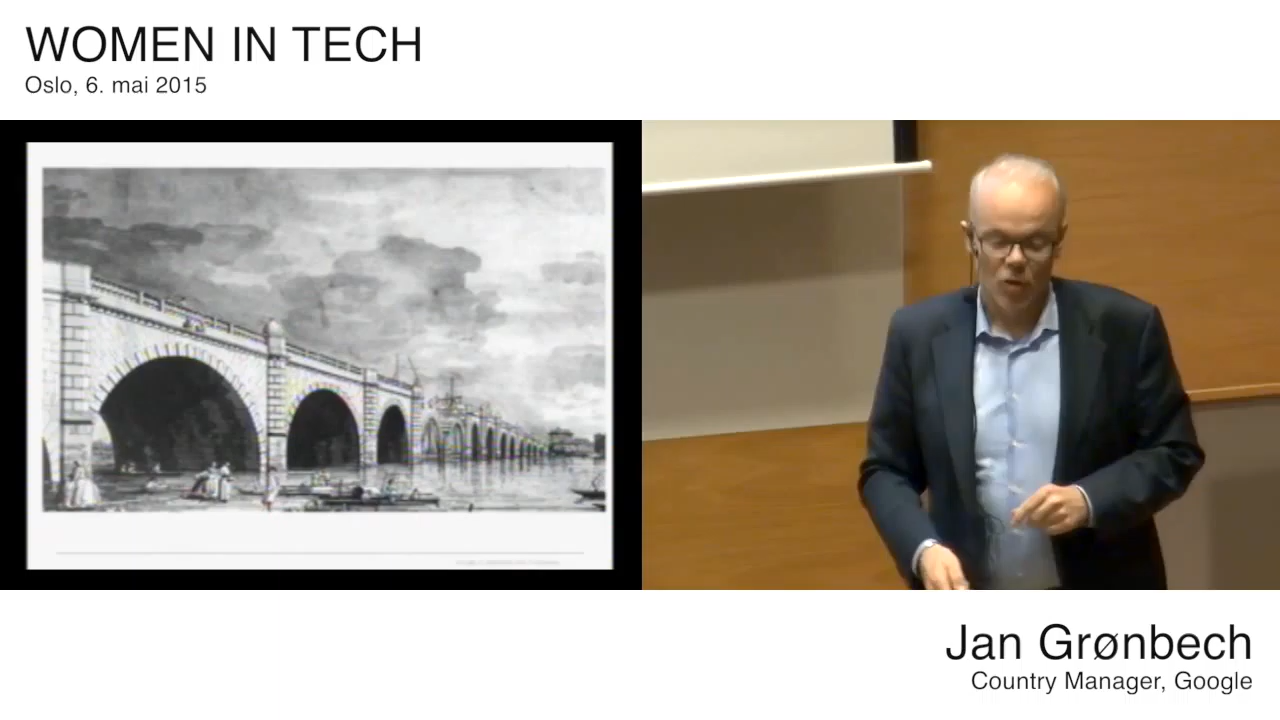 WOMEN IN TECH
Oslo, 6. mai 2015
Jan Grønbech
Country Manager, Google